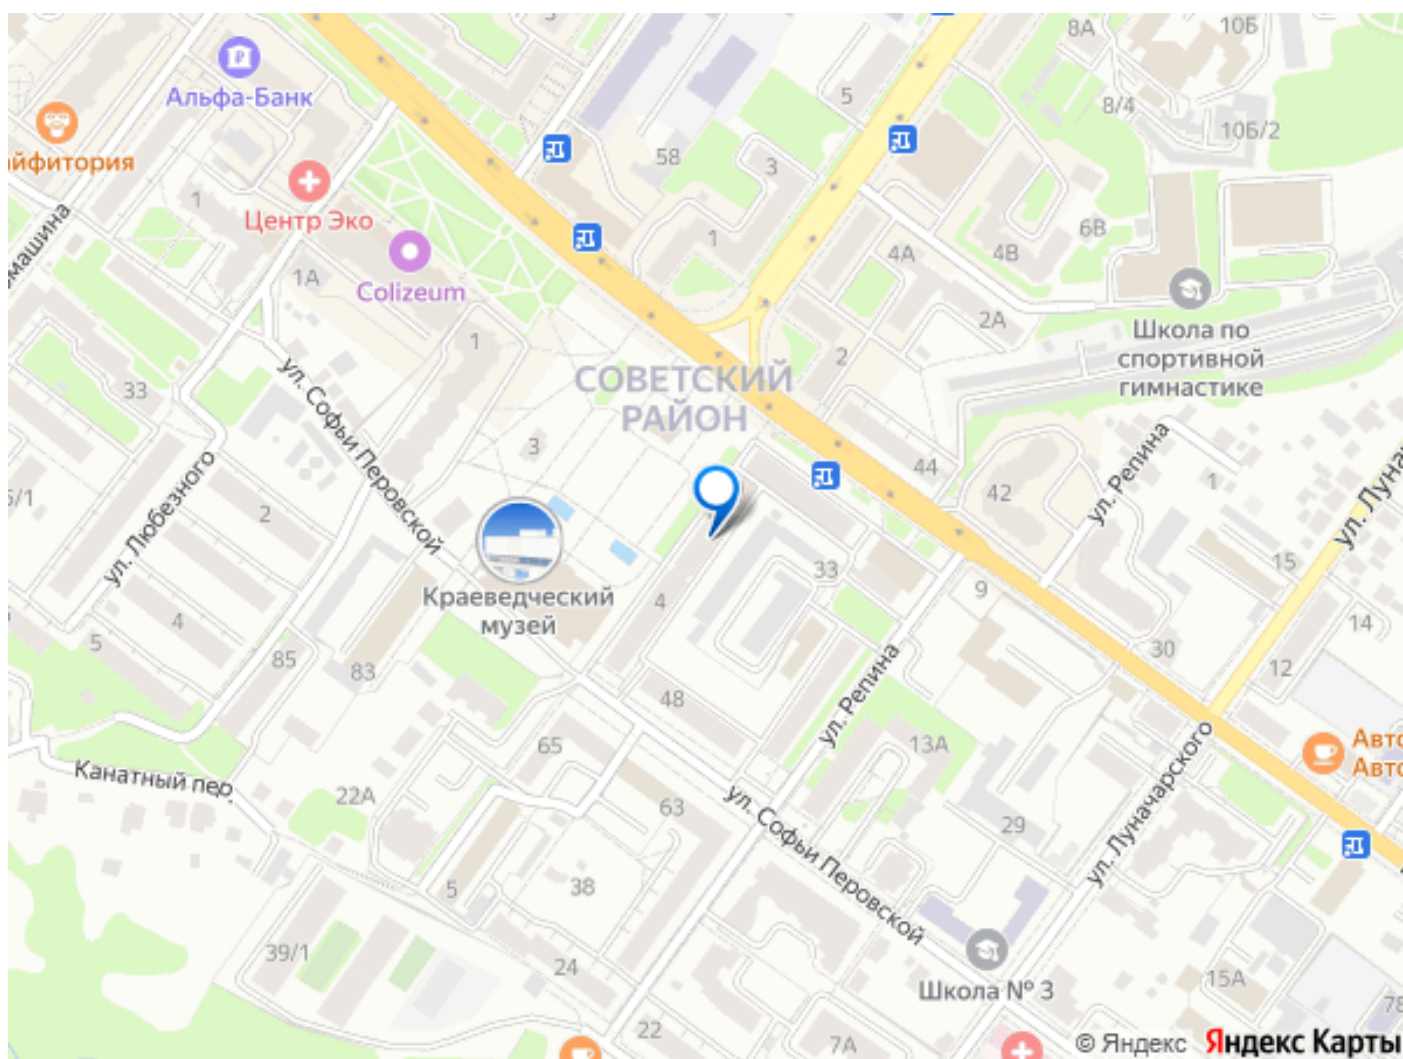 10Б
8А
Альфа-Банк
5
8/4
10Б/2
айфитория
58
3
1
Центр Эко
1
6В
4А
4В
1А
Colizeum
2А
Школа по
спортивной
гимнастике
1
2
СОВЕТСКИЙ
РАЙОН
33
ул. Софьи Перовской
3
44
42
ул. Репина
1
ул. Любезного
2
Краеведческий
музей
4
33
9
15
14
4
5
85
83
48
ул. Репина
30
12
65
13А
Канатный пер.
22А
63
ул. Софьи Перовской
29
ул. Луначарского
Авто
Авто
5
38
39/1
24
Школа № 3
15А
78
22
7А
© Яндекс Яндекс Карты